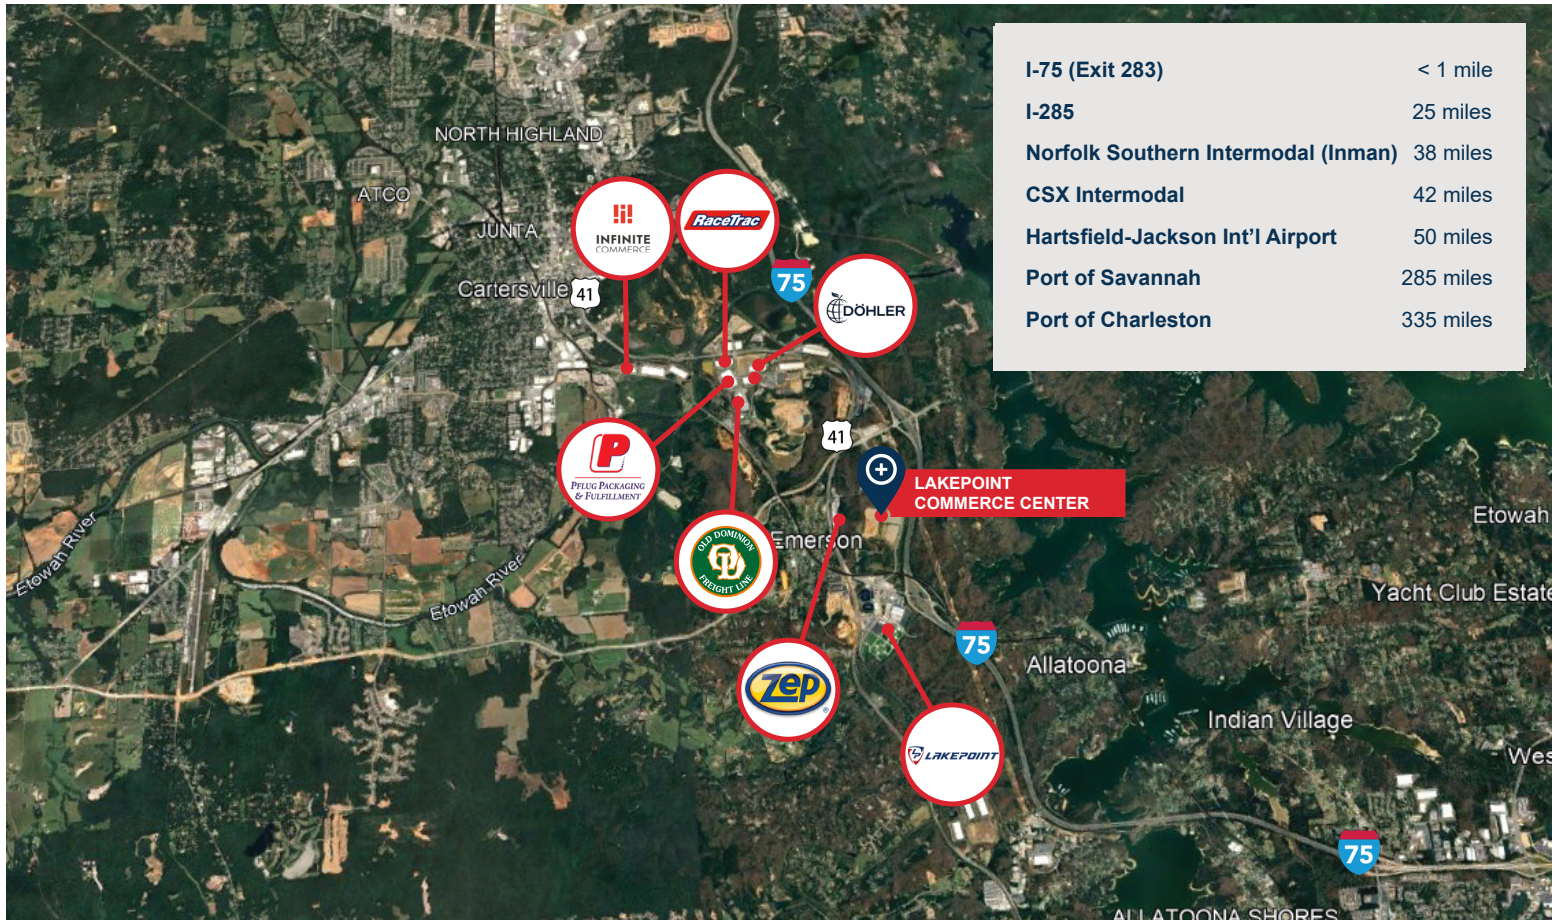 I-75 (Exit 283) < 1 mile
I-285 25 miles
Norfolk Southern Intermodal (Inman) 38 miles
CSX Intermodal 42 miles
Hartsfield-Jackson Int'l Airport 50 miles
Port of Savannah 285 miles
Port of Charleston 335 miles
NORTH HIGHLAND
ATCO
JUNTA
INFINITE
COMMERCE
RaceTrac
75
Cartersville
41
DÖHLER
41
P
PFLUG PACKAGING
& FULFILLMENT
LAKEPOINT
COMMERCE CENTER
Etowah River
Etowah River
OLD DOMINION
OD
FREIGHT LINE
Emerson
Etowah
Yacht Club Estate
75
Allatoona
Zep
®
LP LAKEPOINT
Indian Village
Wes
75
ALLATOONA SHORES